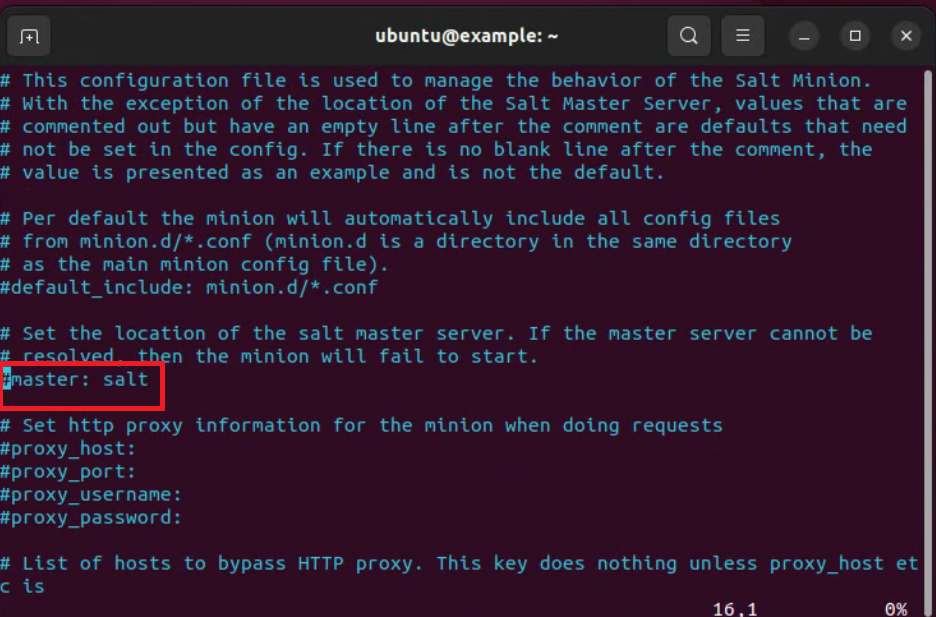 ubuntu@example: ~
# This configuration file is used to manage the behavior of the Salt Minion.
# With the exception of the location of the Salt Master Server, values that are
# commented out but have an empty line after the comment are defaults that need
# not be set in the config. If there is no blank line after the comment, the
# value is presented as an example and is not the default.
# Per default the minion will automatically include all config files
# from minion.d/*.conf (minion.d is a directory in the same directory
# as the main minion config file).
#default_include: minion.d/*.conf
# Set the location of the salt master server. If the master server cannot be
# resolved, then the minion will fail to start.
#master: salt
# Set http proxy information for the minion when doing requests
#proxy_host:
#proxy_port:
#proxy_username:
#proxy_password:
# List of hosts to bypass HTTP proxy. This key does nothing unless proxy_host et
c is
16,1 0%